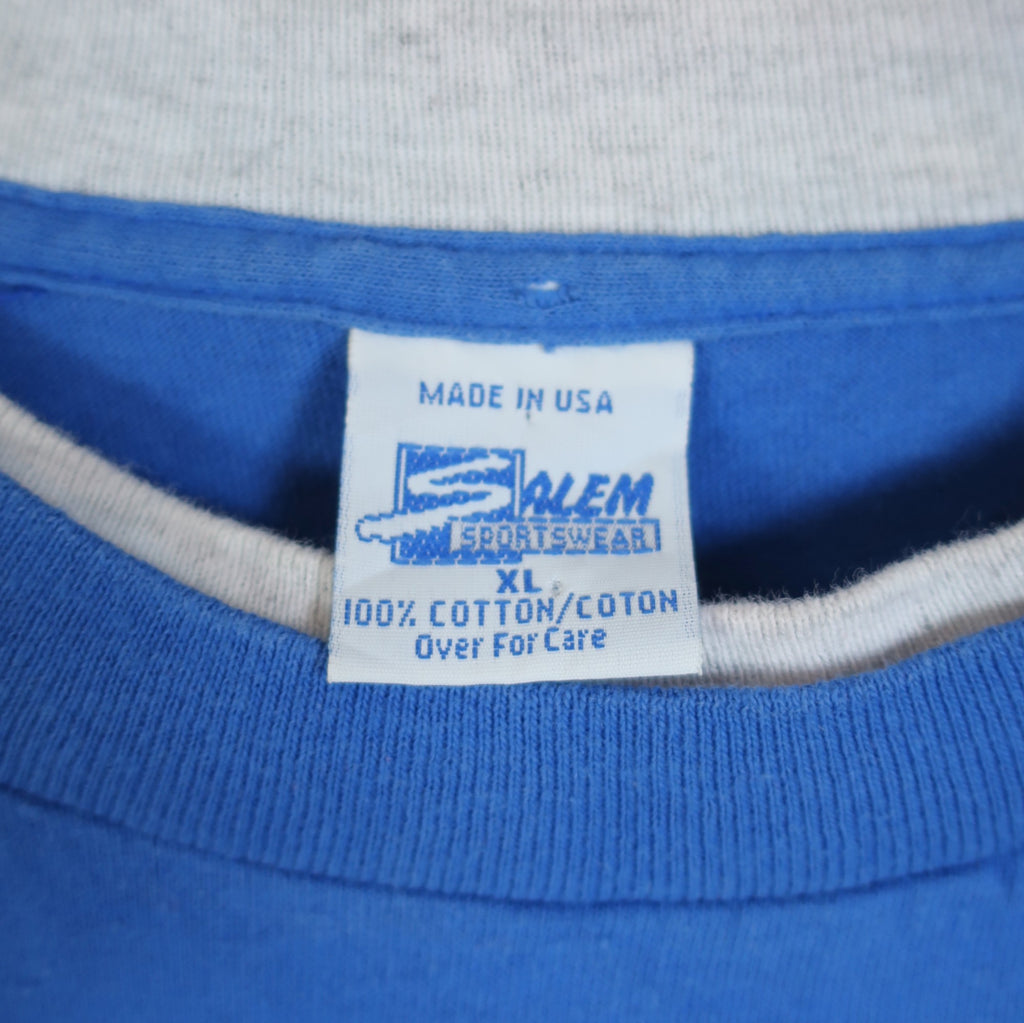 MADE IN USA
SALEM
SPORTSWEAR
XL
100% COTTON/COTON
Over For Care